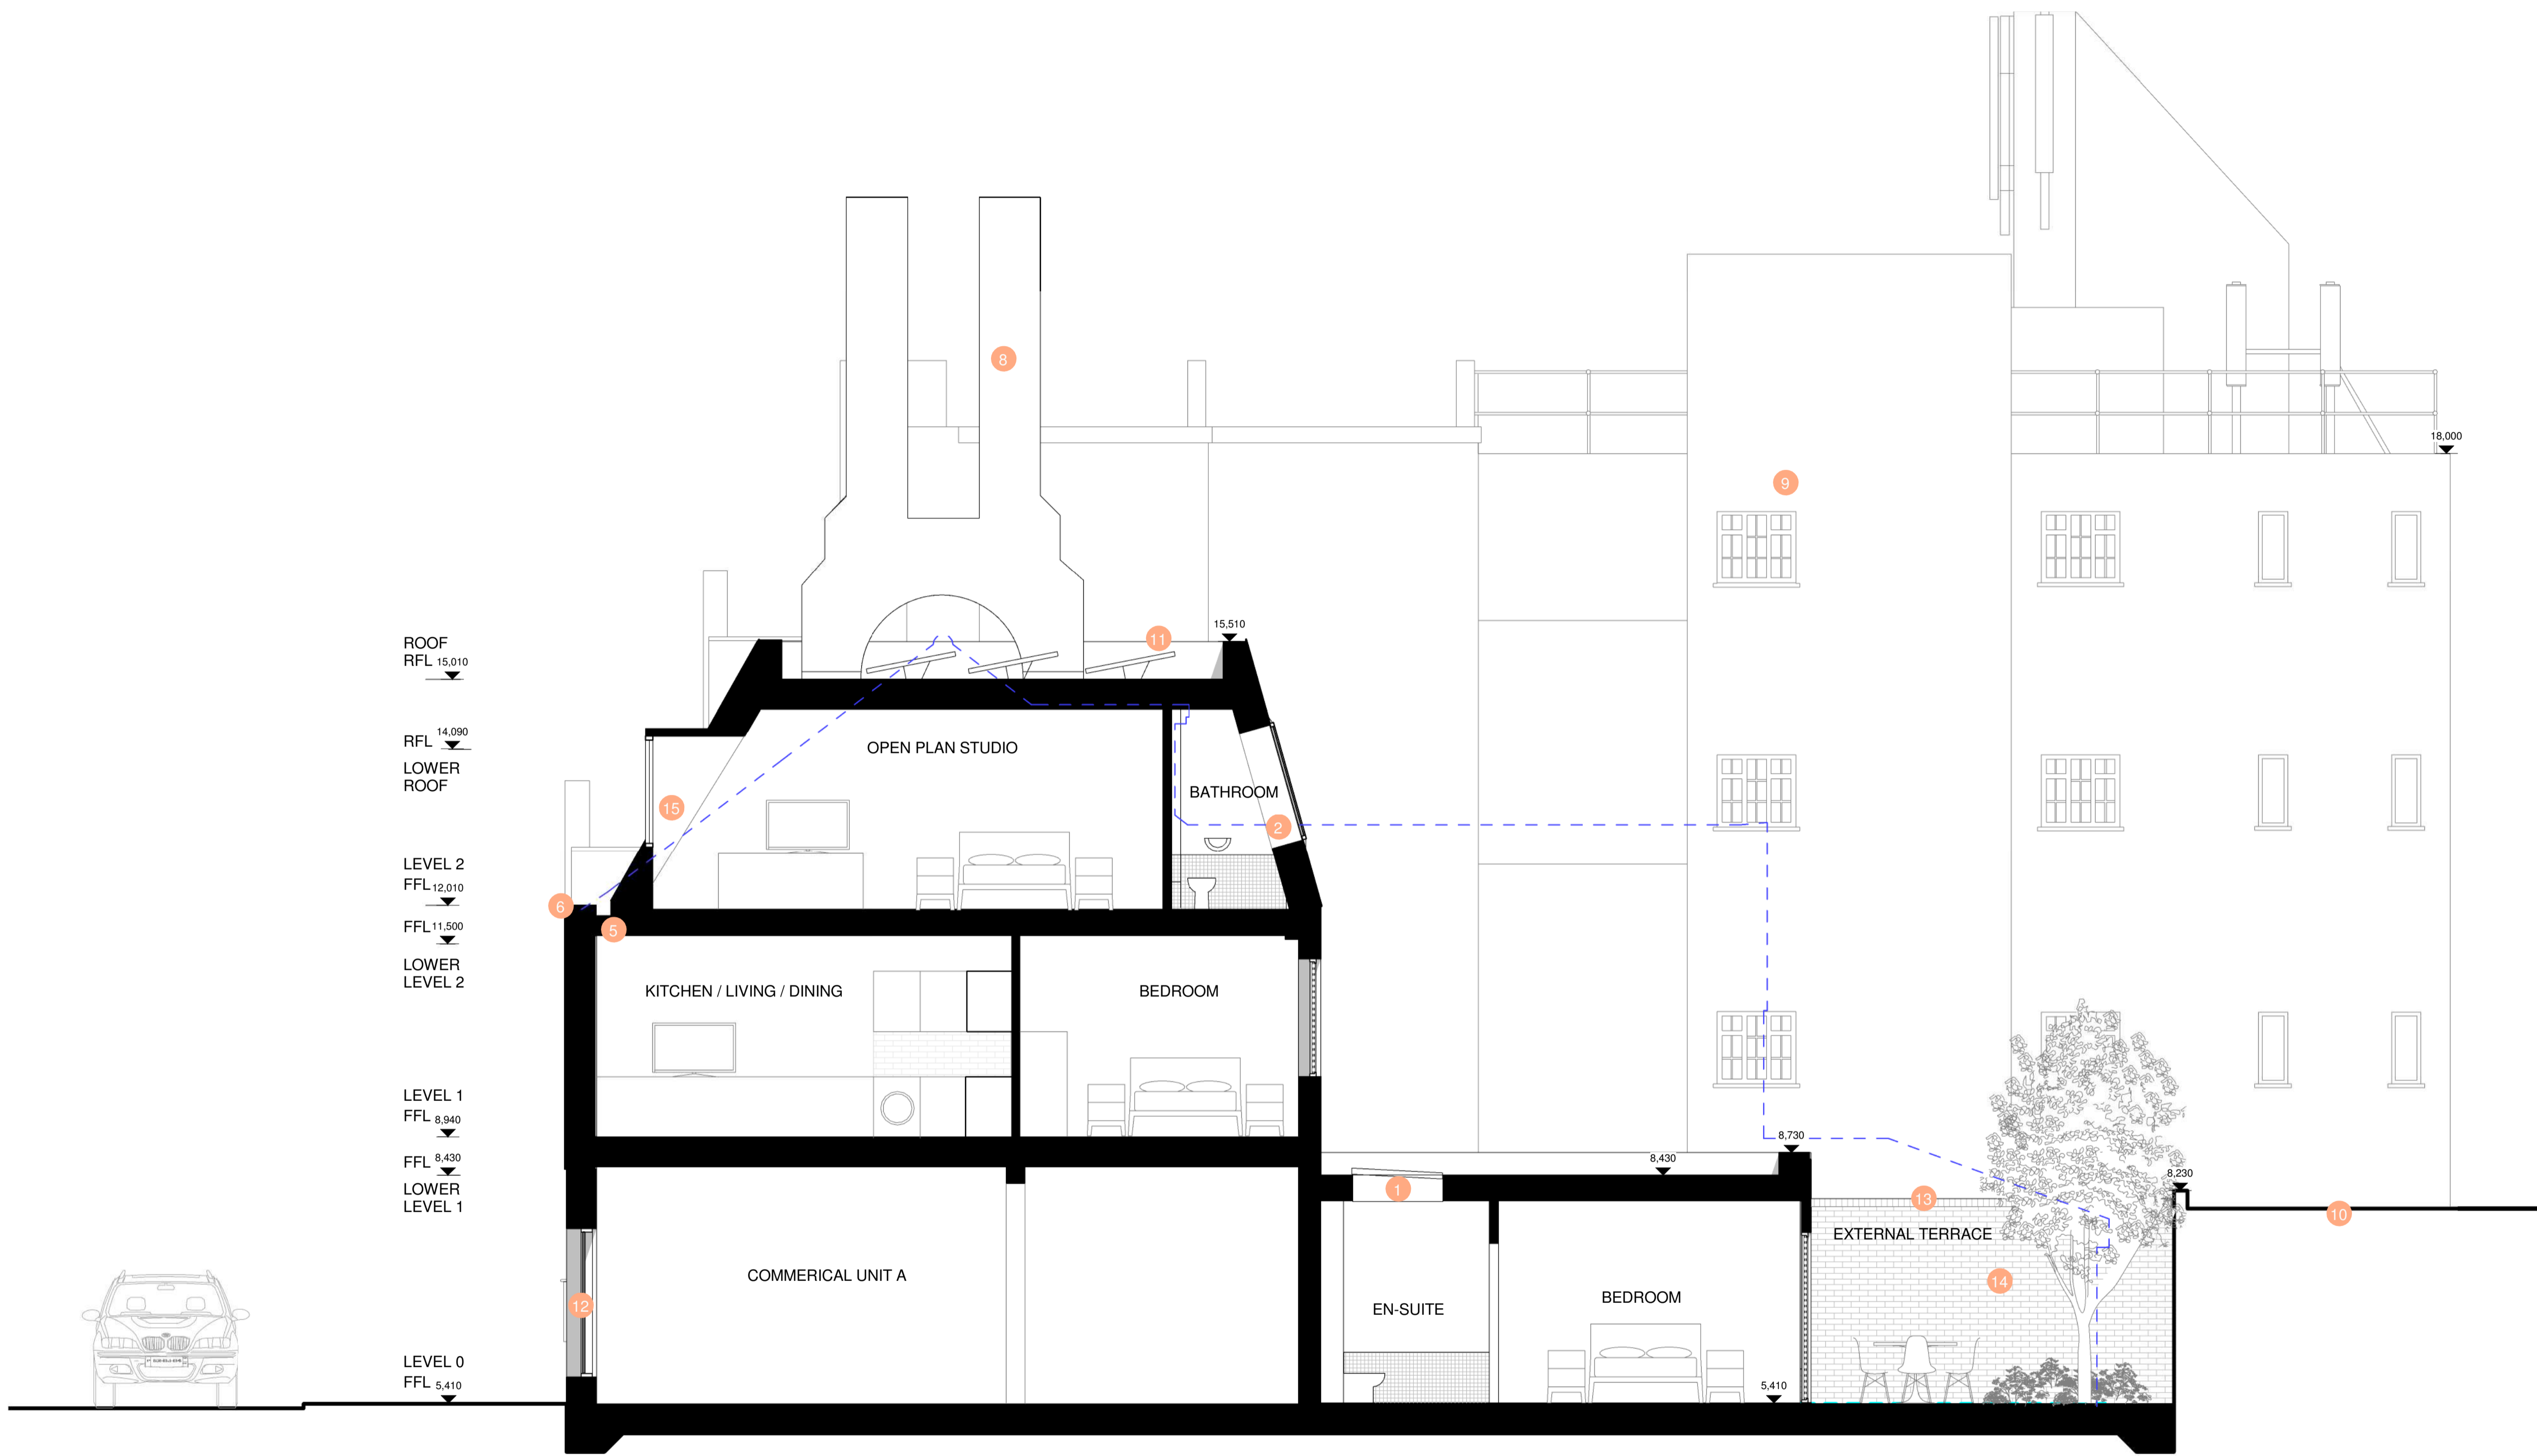 8
18,000
9
15,510
11
ROOF
RFL 15,010
RFL 14,090
LOWER
ROOF
OPEN PLAN STUDIO
BATHROOM
15
2
LEVEL 2
FFL 12,010
6
5
FFL 11,500
LOWER
LEVEL 2
KITCHEN / LIVING / DINING
BEDROOM
LEVEL 1
FFL 8,940
FFL 8,430
LOWER
LEVEL 1
8,730
8,430
8,230
1
13
10
EXTERNAL TERRACE
COMMERICAL UNIT A
14
12
EN-SUITE
BEDROOM
LEVEL 0
FFL 5,410
5,410